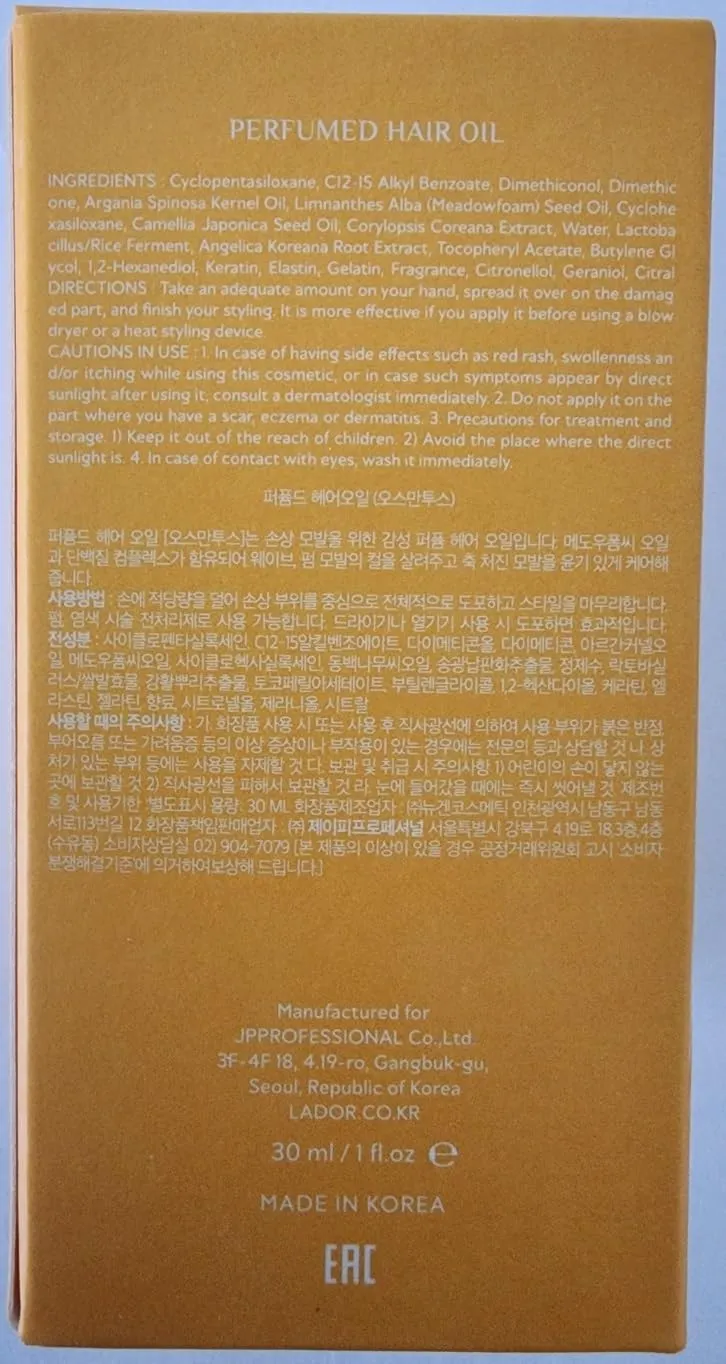 PERFUMED HAIR OIL
INGREDIENTS : Cyclopentasiloxane, C12-15 Alkyl Benzoate, Dimethiconol, Dimethic
one, Argania Spinosa Kernel Oil, Limnanthes Alba (Meadowfoam) Seed Oil, Cyclohe
xasiloxane, Camellia Japonica Seed Oil, Corylopsis Coreana Extract, Water, Lactoba
cillus/Rice Ferment, Angelica Koreana Root Extract, Tocopheryl Acetate, Butylene Gl
ycol, 1,2-Hexanediol, Keratin, Elastin, Gelatin, Fragrance, Citronellol, Geraniol, Citral
DIRECTIONS : Take an adequate amount on your hand, spread it over on the damag
ed part, and finish your styling. It is more effective if you apply it before using a blow
dryer or a heat styling device.
CAUTIONS IN USE : 1. In case of having side effects such as red rash, swollenness an
d/or itching while using this cosmetic, or in case such symptoms appear by direct
sunlight after using it, consult a dermatologist immediately. 2. Do not apply it on the
part where you have a scar, eczema or dermatitis. 3. Precautions for treatment and
storage. 1) Keep it out of the reach of children. 2) Avoid the place where the direct
sunlight is. 4. In case of contact with eyes, wash it immediately.
퍼퓸드 헤어오일 (오스만투스)
퍼퓸드 헤어 오일 [오스만투스]는 손상 모발을 위한 감성 퍼퓸 헤어 오일입니다. 메도우폼씨 오일
과 단백질 컴플렉스가 함유되어 웨이브, 펌 모발의 컬을 살려주고 축 처진 모발을 윤기 있게 케어해
줍니다.
사용방법 : 손에 적당량을 덜어 손상 부위를 중심으로 전체적으로 도포하고 스타일을 마무리합니다.
펌, 염색 시술 전처리제로 사용 가능합니다. 드라이기나 열기기 사용 시 도포하면 효과적입니다.
전성분 : 사이클로펜타실록세인, C12-15알킬벤조에이트, 다이메티콘올, 다이메티콘, 아르간커넬오
일, 메도우폼씨오일, 사이클로헥사실록세인, 동백나무씨오일, 송광납판화추출물, 정제수, 락토바실
러스/쌀발효물, 강활뿌리추출물, 토코페릴아세테이트, 부틸렌글라이콜, 1,2-헥산다이올, 케라틴, 엘
라스틴, 젤라틴, 향료, 시트로넬올, 제라니올, 시트랄
사용할 때의 주의사항 : 가. 화장품 사용 시 또는 사용 후 직사광선에 의하여 사용 부위가 붉은 반점,
부어오름 또는 가려움증 등의 이상 증상이나 부작용이 있는 경우에는 전문의 등과 상담할 것 나. 상
처가 있는 부위 등에는 사용을 자제할 것 다. 보관 및 취급 시 주의사항 1) 어린이의 손이 닿지 않는
곳에 보관할 것 2) 직사광선을 피해서 보관할 것 라. 눈에 들어갔을 때에는 즉시 씻어낼 것 제조번
호 및 사용기한 : 별도표시 용량: 30 ML 화장품제조업자 : ㈜뉴겐코스메틱 인천광역시 남동구 남동
서로113번길 12 화장품책임판매업자 : ㈜ 제이피프로페셔널 서울특별시 강북구 4.19로 18 3층,4층
(수유동) 소비자상담실 02) 904-7079 [본 제품의 이상이 있을 경우 공정거래위원회 고시 '소비자
분쟁해결기준'에 의거하여보상해 드립니다.]
Manufactured for
JPPROFESSIONAL Co.,Ltd.
3F-4F 18, 4.19-ro, Gangbuk-gu,
Seoul, Republic of Korea
LADOR.CO.KR
30 ml / 1 fl.oz ℮
MADE IN KOREA
EAC